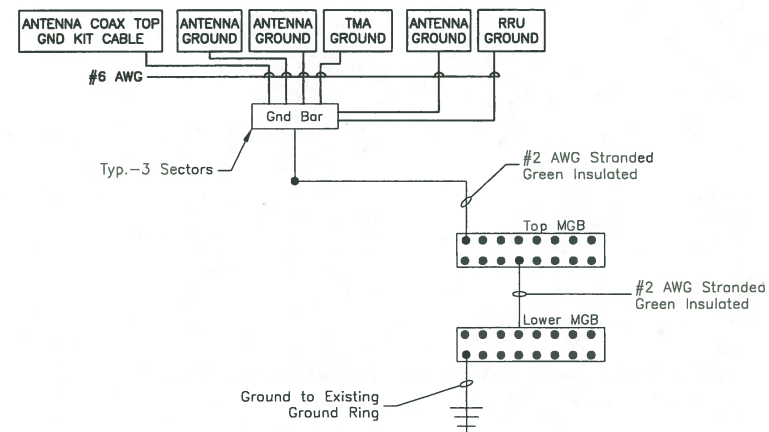 ANTENNA COAX TOP
GND KIT CABLE
ANTENNA
GROUND
ANTENNA
GROUND
TMA
GROUND
ANTENNA
GROUND
RRU
GROUND
#6 AWG
Gnd Bar
Typ.-3 Sectors
#2 AWG Stranded
Green Insulated
Top MGB
#2 AWG Stranded
Green Insulated
Lower MGB
Ground to Existing
Ground Ring